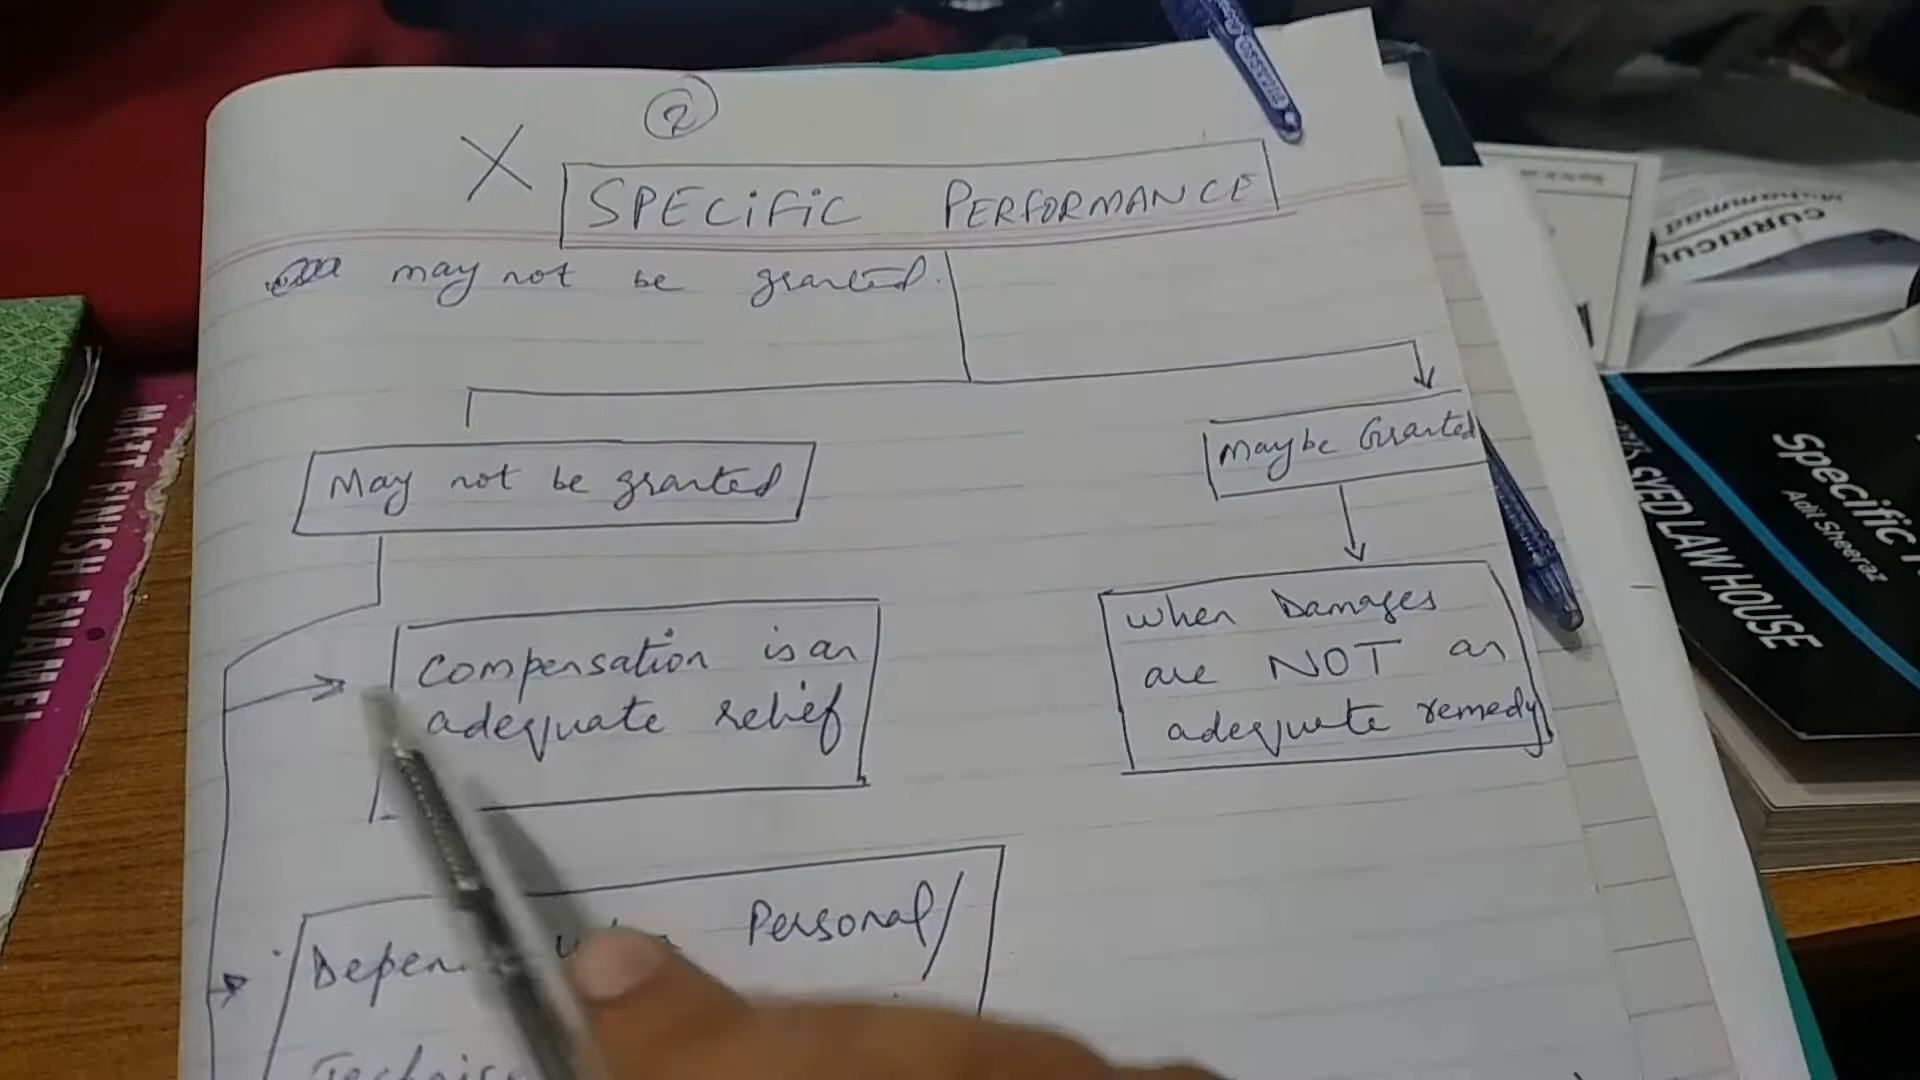 2
X
SPECiFiC PERFORMANCE
may not be granted.
May not be granted
Maybe Granted
Compensation is an
adequate relief
when Damages
are NOT an
adequate remedy
Personal/
MATT FINISH ENAMEL
CURRICUL
Specific
Adil Sheeraz
SYED LAW HOUSE